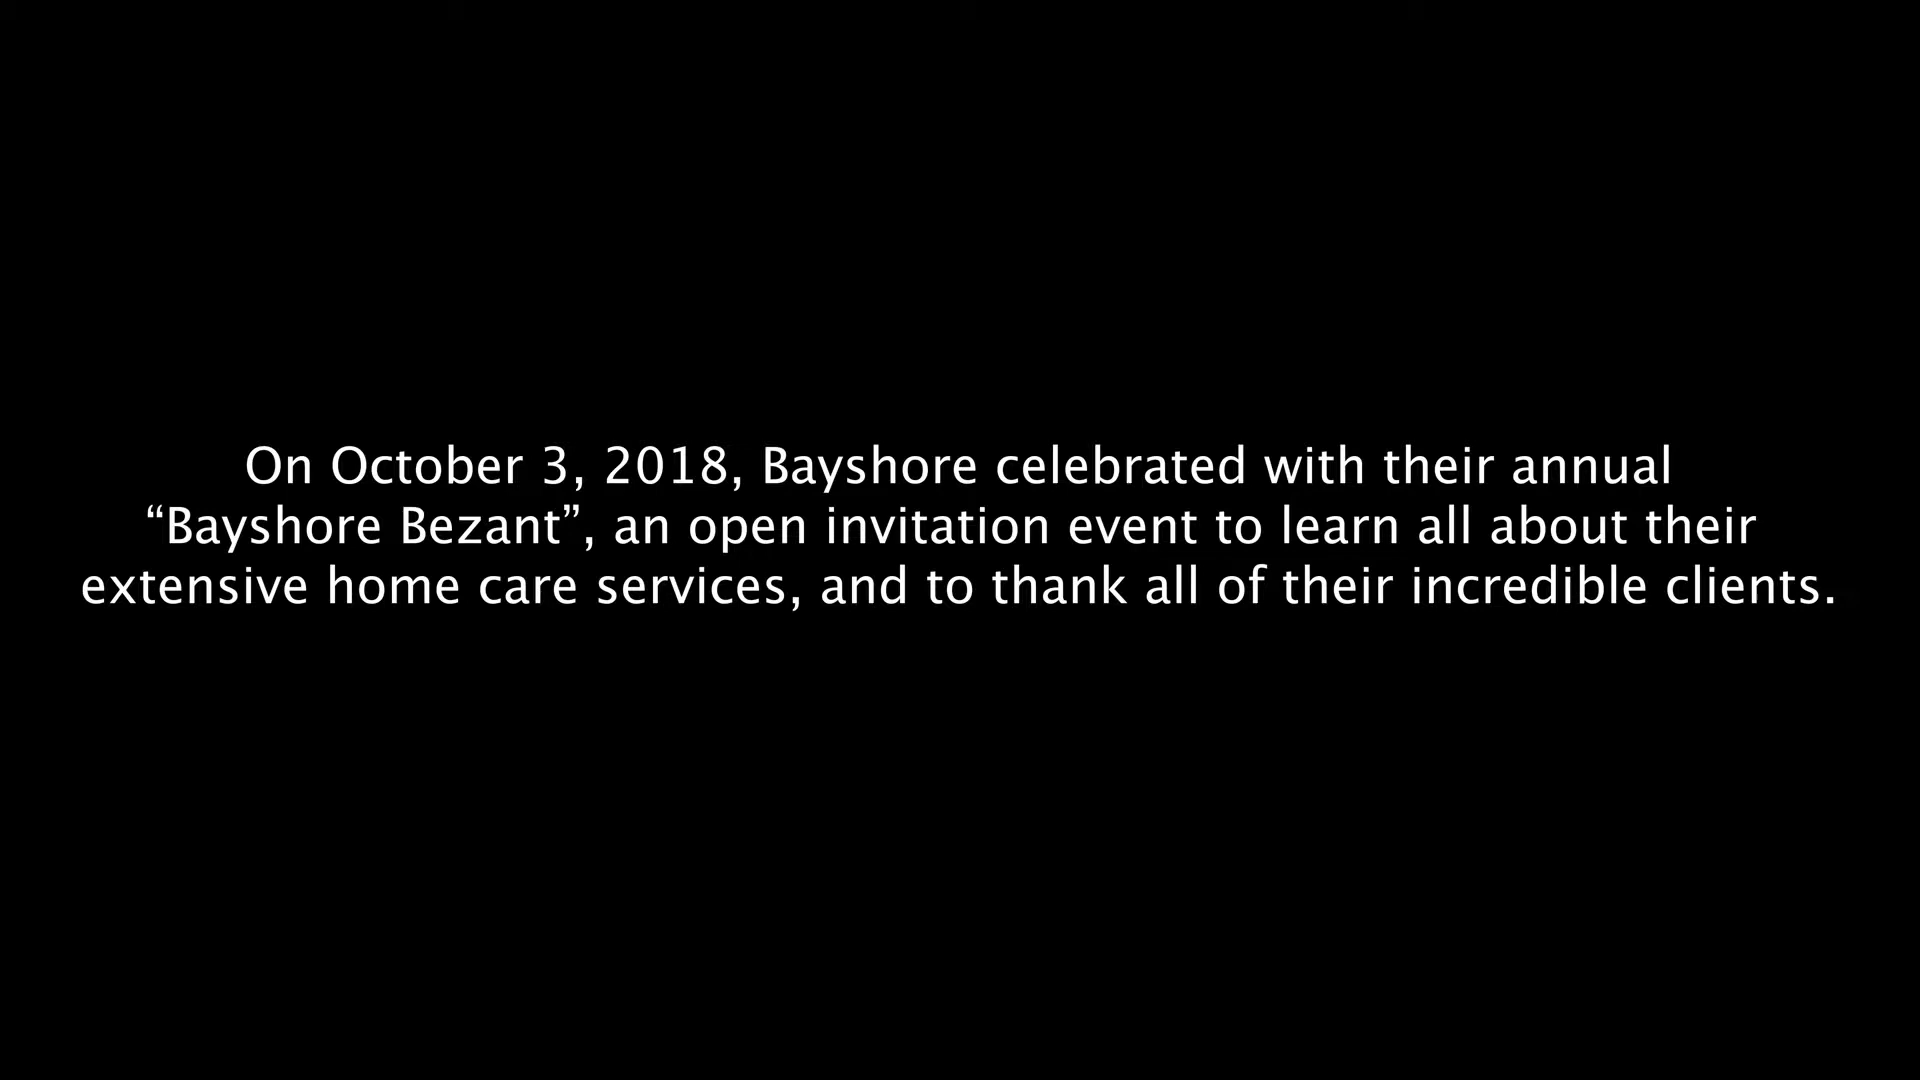 On October 3, 2018, Bayshore celebrated with their annual
“Bayshore Bezant”, an open invitation event to learn all about their
extensive home care services, and to thank all of their incredible clients.